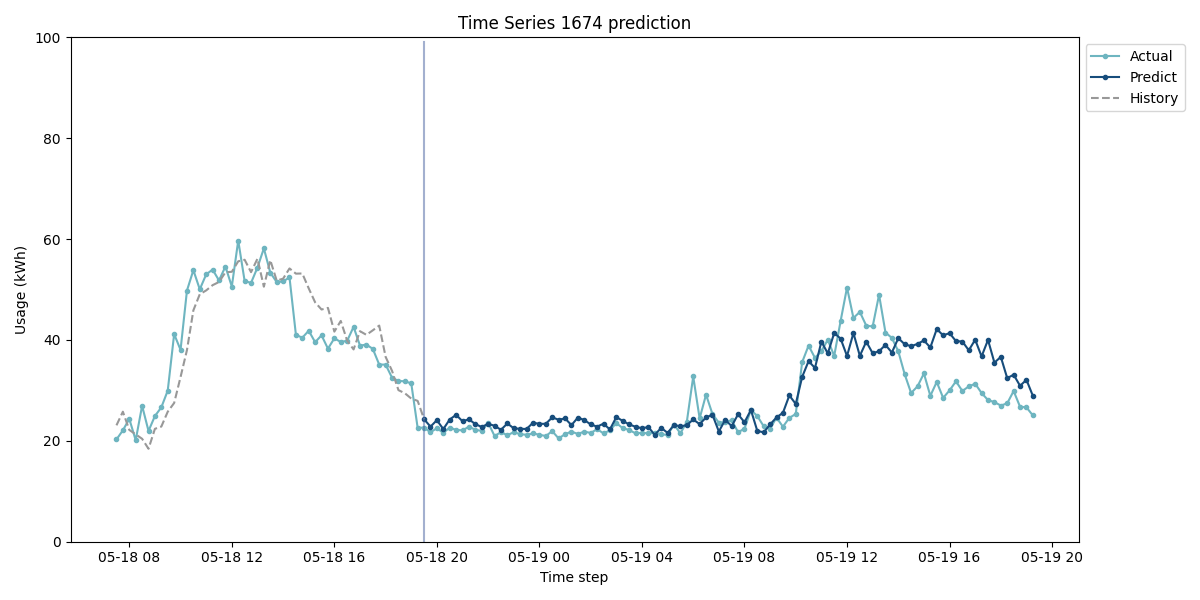 Time Series 1674 prediction
Actual
Predict
History
Usage (kWh)
100
80
60
40
20
0
05-18 08
05-18 12
05-18 16
05-18 20
05-19 00
05-19 04
05-19 08
05-19 12
05-19 16
05-19 20
Time step